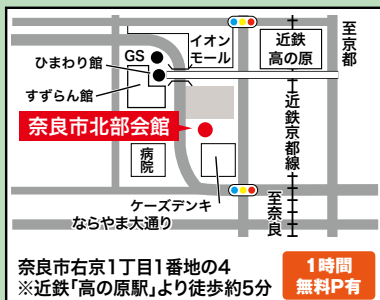 イオン
モール
近鉄
高の原
至京都
GS
ひまわり館
すずらん館
奈良市北部会館
近鉄京都線
病院
ケーズデンキ
至奈良
ならやま大通り
奈良市右京1丁目1番地の4
※近鉄｢高の原駅｣より徒歩約5分
1時間
無料P有